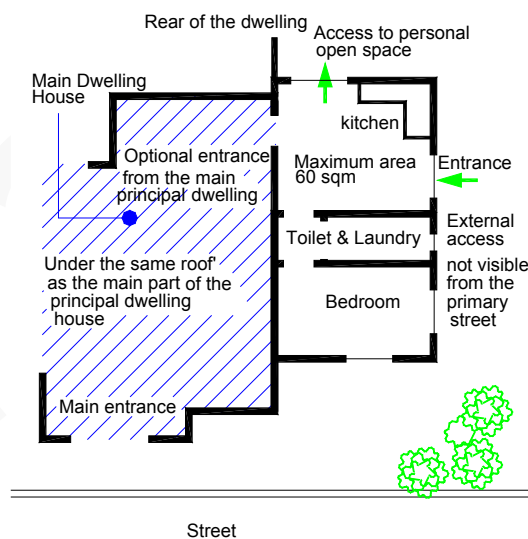 Rear of the dwelling
Access to personal
open space
Main Dwelling
House
kitchen
Optional entrance
from the main
principal dwelling
Maximum area
60 sqm
Entrance
Toilet & Laundry
External
access
not visible
from the
primary
street
Under the same roof'
as the main part of the
principal dwelling
house
Bedroom
Main entrance
Street